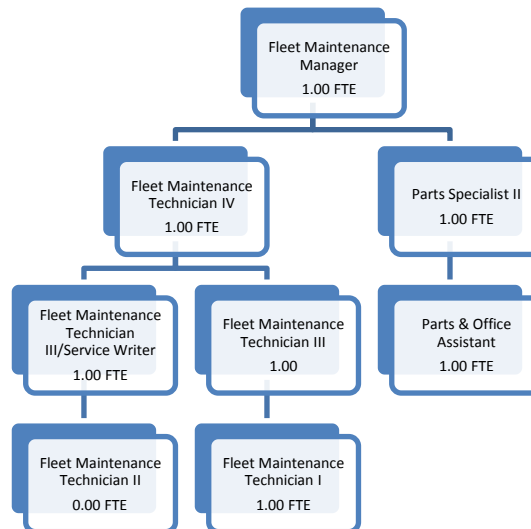 Fleet Maintenance
Manager
1.00 FTE
Fleet Maintenance
Technician IV
1.00 FTE
Parts Specialist II
1.00 FTE
Fleet Maintenance
Technician
III/Service Writer
1.00 FTE
Fleet Maintenance
Technician III
1.00
Parts & Office
Assistant
1.00 FTE
Fleet Maintenance
Technician II
0.00 FTE
Fleet Maintenance
Technician I
1.00 FTE